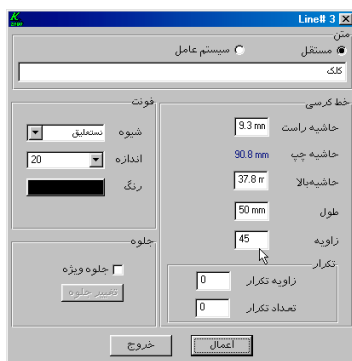 Line# 3
متن
مستقل
سیستم عامل
کلک
خط کرسی
حاشیه راست 9.3 mm
حاشیه چپ 90.8 mm
حاشیه‌بالا 37.8 m
طول 50 mm
زاویه 45
تکرار
زاویه تکرار 0
تعداد تکرار 0
فونت
شیوه نستعلیق
اندازه 20
رنگ
جلوه
جلوه ویژه
تغییر جلوه
اعمال
خروج